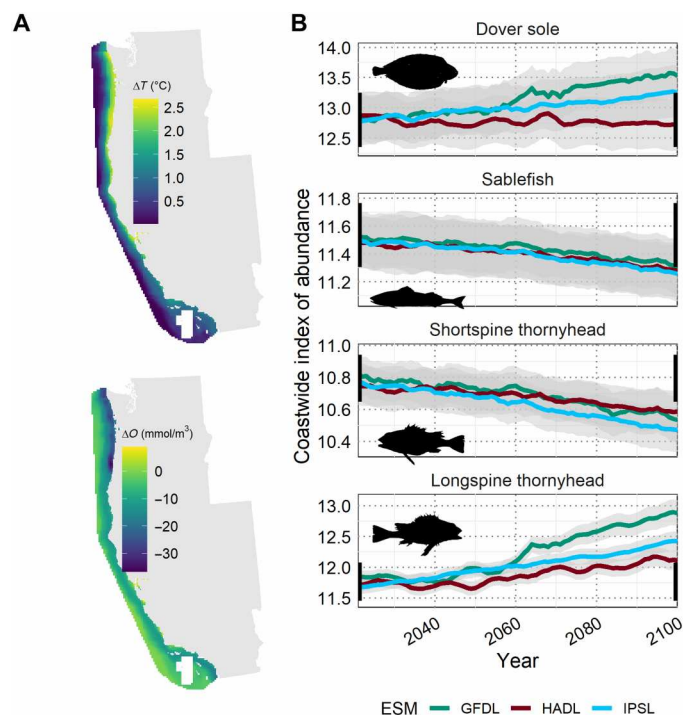 A
ΔT (°C)
2.5
2.0
1.5
1.0
0.5
ΔO (mmol/m³)
0
−10
−20
−30
B
Coastwide index of abundance
Dover sole
14.0
13.5
13.0
12.5
Sablefish
11.8
11.6
11.4
11.2
Shortspine thornyhead
11.0
10.8
10.6
10.4
Longspine thornyhead
13.0
12.5
12.0
11.5
2040
2060
2080
2100
Year
ESM GFDL HADL IPSL